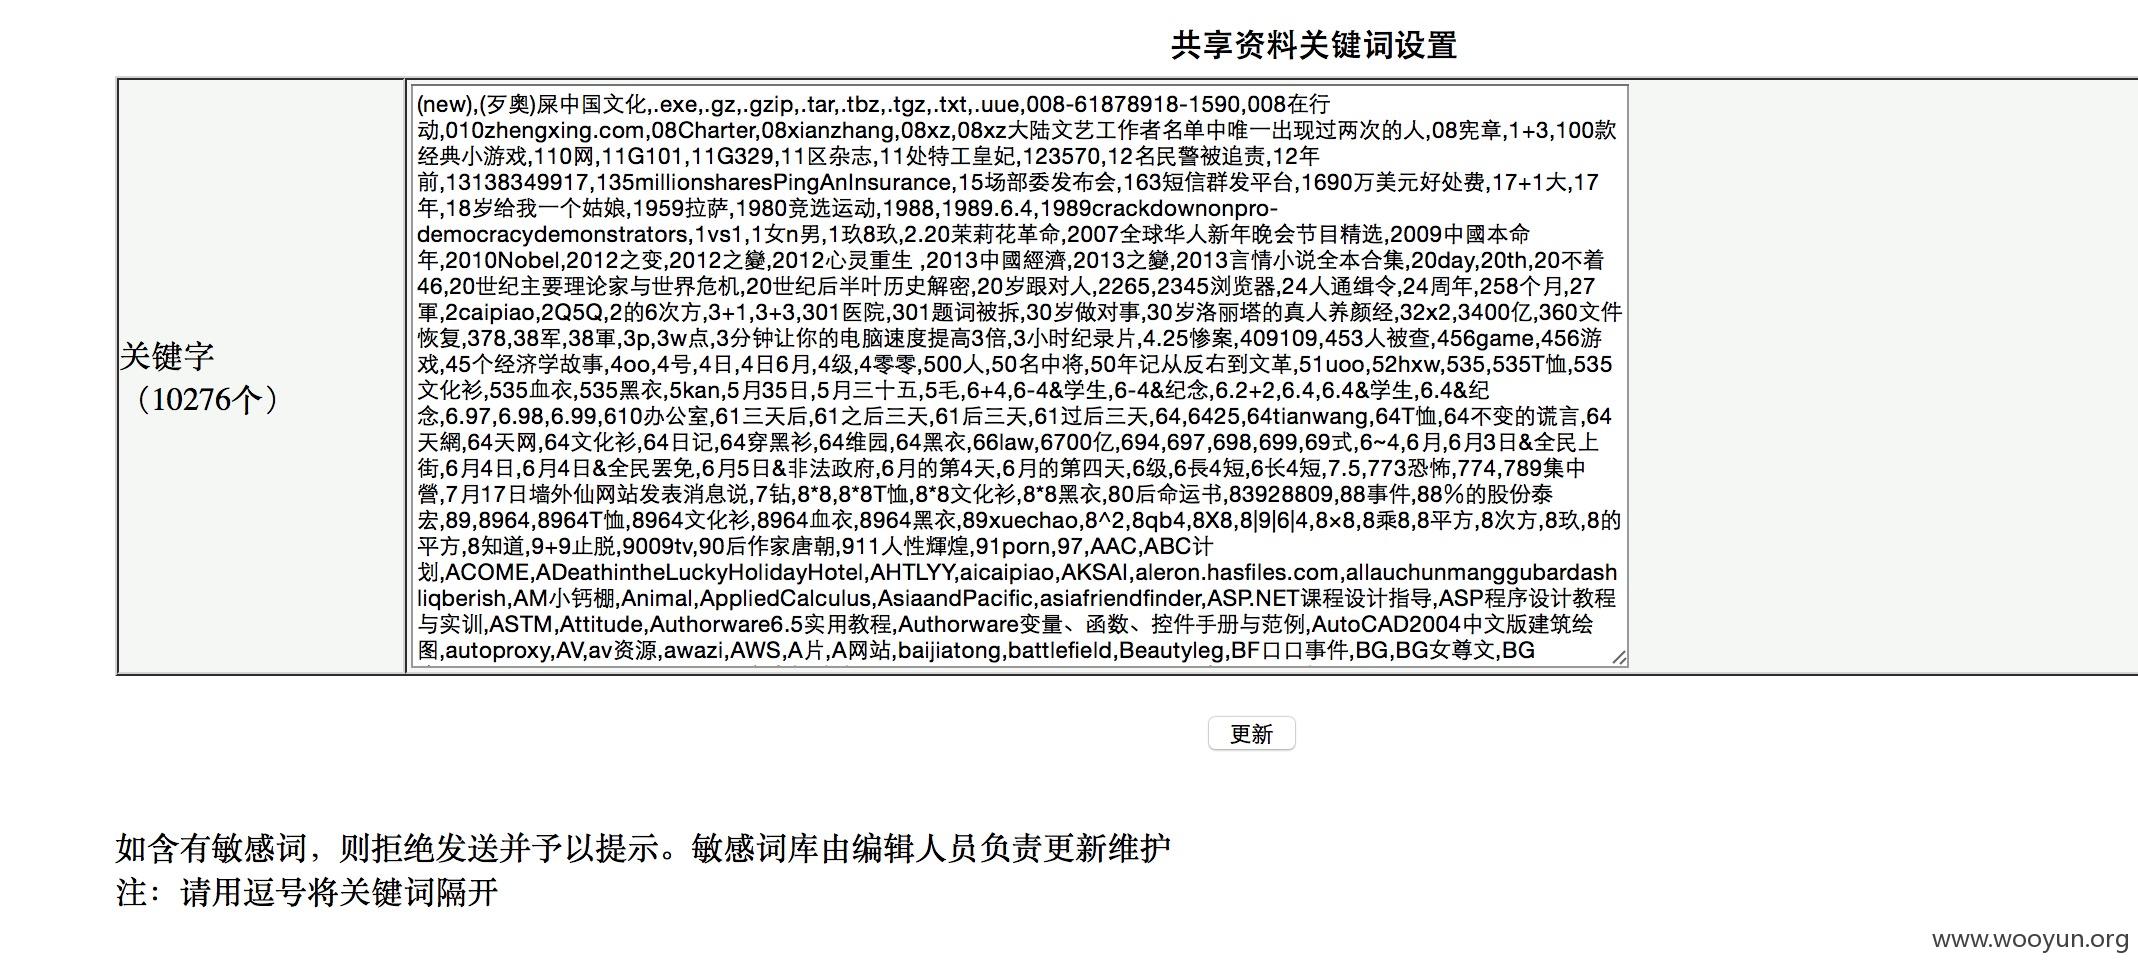 共享资料关键词设置
关键字
（10276个）
(new),(歹奥)屎中国文化,.exe,.gz,.gzip,.tar,.tbz,.tgz,.txt,.uue,008-61878918-1590,008在行
动,010zhengxing.com,08Charter,08xianzhang,08xz,08xz大陆文艺工作者名单中唯一出现过两次的人,08宪章,1+3,100款
经典小游戏,110网,11G101,11G329,11区杂志,11处特工皇妃,123570,12名民警被追责,12年
前,13138349917,135millionsharesPingAnInsurance,15场部委发布会,163短信群发平台,1690万美元好处费,17+1大,17
年,18岁给我一个姑娘,1959拉萨,1980竞选运动,1988,1989.6.4,1989crackdownonpro-
democracydemonstrators,1vs1,1女n男,1玖8玖,2.20茉莉花革命,2007全球华人新年晚会节目精选,2009中國本命
年,2010Nobel,2012之变,2012之變,2012心灵重生 ,2013中國經濟,2013之變,2013言情小说全本合集,20day,20th,20不着
46,20世纪主要理论家与世界危机,20世纪后半叶历史解密,20岁跟对人,2265,2345浏览器,24人通缉令,24周年,258个月,27
軍,2caipiao,2Q5Q,2的6次方,3+1,3+3,301医院,301题词被拆,30岁做对事,30岁洛丽塔的真人养颜经,32x2,3400亿,360文件
恢复,378,38军,38軍,3p,3w点,3分钟让你的电脑速度提高3倍,3小时纪录片,4.25惨案,409109,453人被查,456game,456游
戏,45个经济学故事,4oo,4号,4日,4日6月,4级,4零零,500人,50名中将,50年记从反右到文革,51uoo,52hxw,535,535T恤,535
文化衫,535血衣,535黑衣,5kan,5月35日,5月三十五,5毛,6+4,6-4&学生,6-4&纪念,6.2+2,6.4,6.4&学生,6.4&纪
念,6.97,6.98,6.99,610办公室,61三天后,61之后三天,61后三天,61过后三天,64,6425,64tianwang,64T恤,64不变的谎言,64
天網,64天网,64文化衫,64日记,64穿黑衫,64维园,64黑衣,66law,6700亿,694,697,698,699,69式,6~4,6月,6月3日&全民上
街,6月4日,6月4日&全民罢免,6月5日&非法政府,6月的第4天,6月的第四天,6级,6長4短,6长4短,7.5,773恐怖,774,789集中
營,7月17日墙外仙网站发表消息说,7钻,8*8,8*8T恤,8*8文化衫,8*8黑衣,80后命运书,83928809,88事件,88％的股份泰
宏,89,8964,8964T恤,8964文化衫,8964血衣,8964黑衣,89xuechao,8^2,8qb4,8X8,8|9|6|4,8×8,8乘8,8平方,8次方,8玖,8的
平方,8知道,9+9止脱,9009tv,90后作家唐朝,911人性輝煌,91porn,97,AAC,ABC计
划,ACOME,ADeathintheLuckyHolidayHotel,AHTLYY,aicaipiao,AKSAI,aleron.hasfiles.com,allauchunmanggubardash
liqberish,AM小钙棚,Animal,AppliedCalculus,AsiaandPacific,asiafriendfinder,ASP.NET课程设计指导,ASP程序设计教程
与实训,ASTM,Attitude,Authorware6.5实用教程,Authorware变量、函数、控件手册与范例,AutoCAD2004中文版建筑绘
图,autoproxy,AV,av资源,awazi,AWS,A片,A网站,baijiatong,battlefield,Beautyleg,BF口口事件,BG,BG女尊文,BG
更新
如含有敏感词，则拒绝发送并予以提示。敏感词库由编辑人员负责更新维护
注：请用逗号将关键词隔开
www.wooyun.org